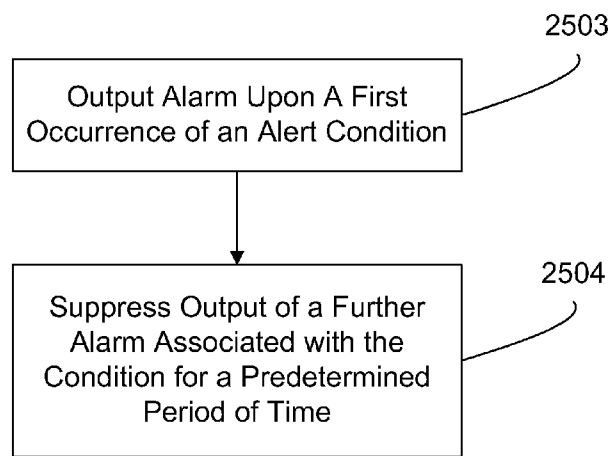 2503
Output Alarm Upon A First
Occurrence of an Alert Condition
2504
Suppress Output of a Further
Alarm Associated with the
Condition for a Predetermined
Period of Time